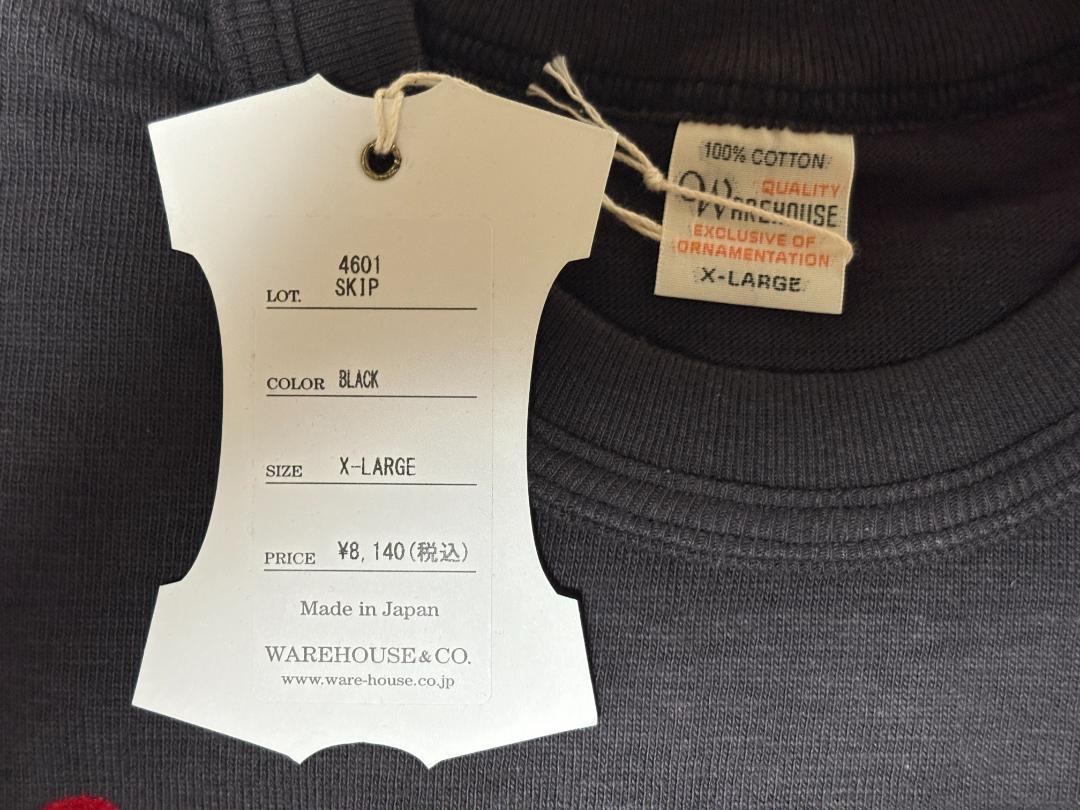 4601
LOT. SKIP
COLOR BLACK
SIZE X-LARGE
PRICE ¥8,140(税込)
Made in Japan
WAREHOUSE & CO.
www.ware-house.co.jp
100% COTTON
QUALITY
WAREHOUSE
EXCLUSIVE OF
ORNAMENTATION
X-LARGE